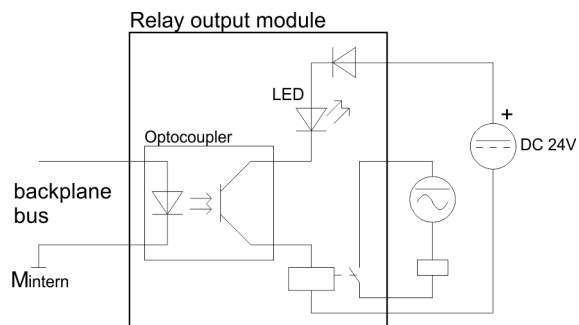 Relay output module
LED
+
DC 24V
Optocoupler
backplane
bus
Mintern